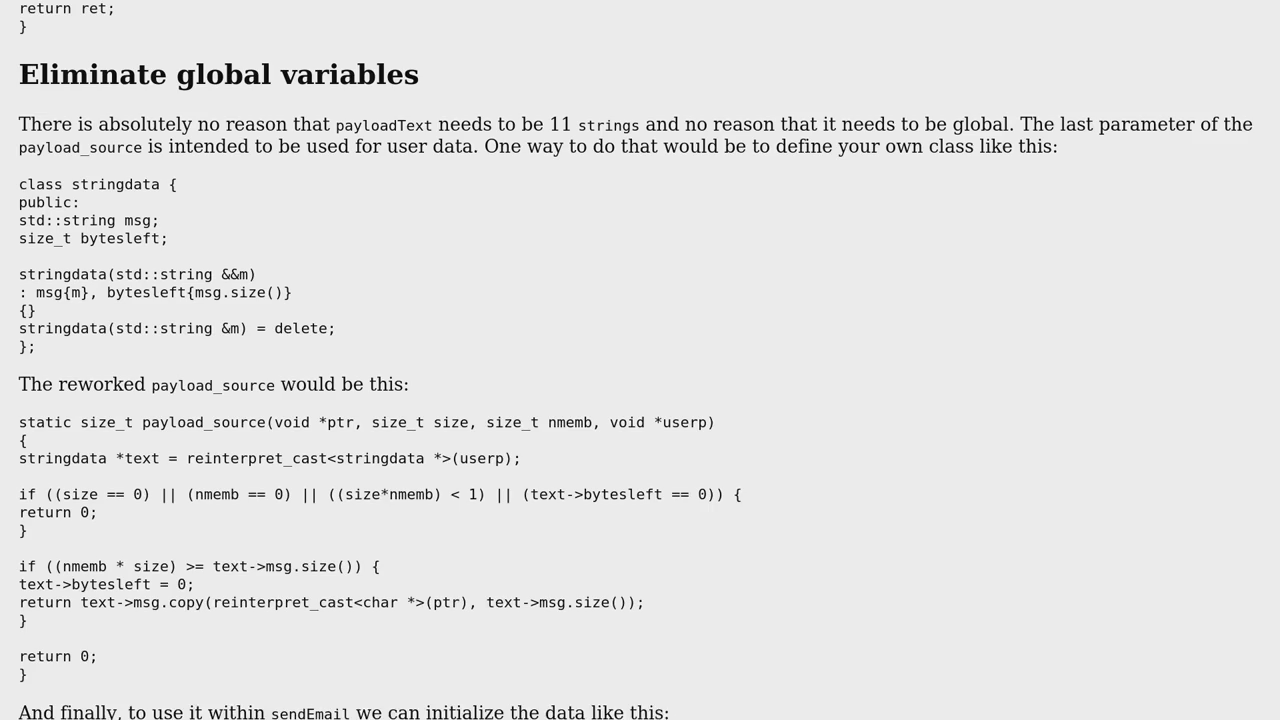 return ret;
}
Eliminate global variables
There is absolutely no reason that payloadText needs to be 11 strings and no reason that it needs to be global. The last parameter of the
payload_source is intended to be used for user data. One way to do that would be to define your own class like this:
class stringdata {
public:
std::string msg;
size_t bytesleft;
stringdata(std::string &&m)
: msg{m}, bytesleft{msg.size()}
{}
stringdata(std::string &m) = delete;
};
The reworked payload_source would be this:
static size_t payload_source(void *ptr, size_t size, size_t nmemb, void *userp)
{
stringdata *text = reinterpret_cast<stringdata *>(userp);
if ((size == 0) || (nmemb == 0) || ((size*nmemb) < 1) || (text->bytesleft == 0)) {
return 0;
}
if ((nmemb * size) >= text->msg.size()) {
text->bytesleft = 0;
return text->msg.copy(reinterpret_cast<char *>(ptr), text->msg.size());
}
return 0;
}
And finally, to use it within sendEmail we can initialize the data like this: